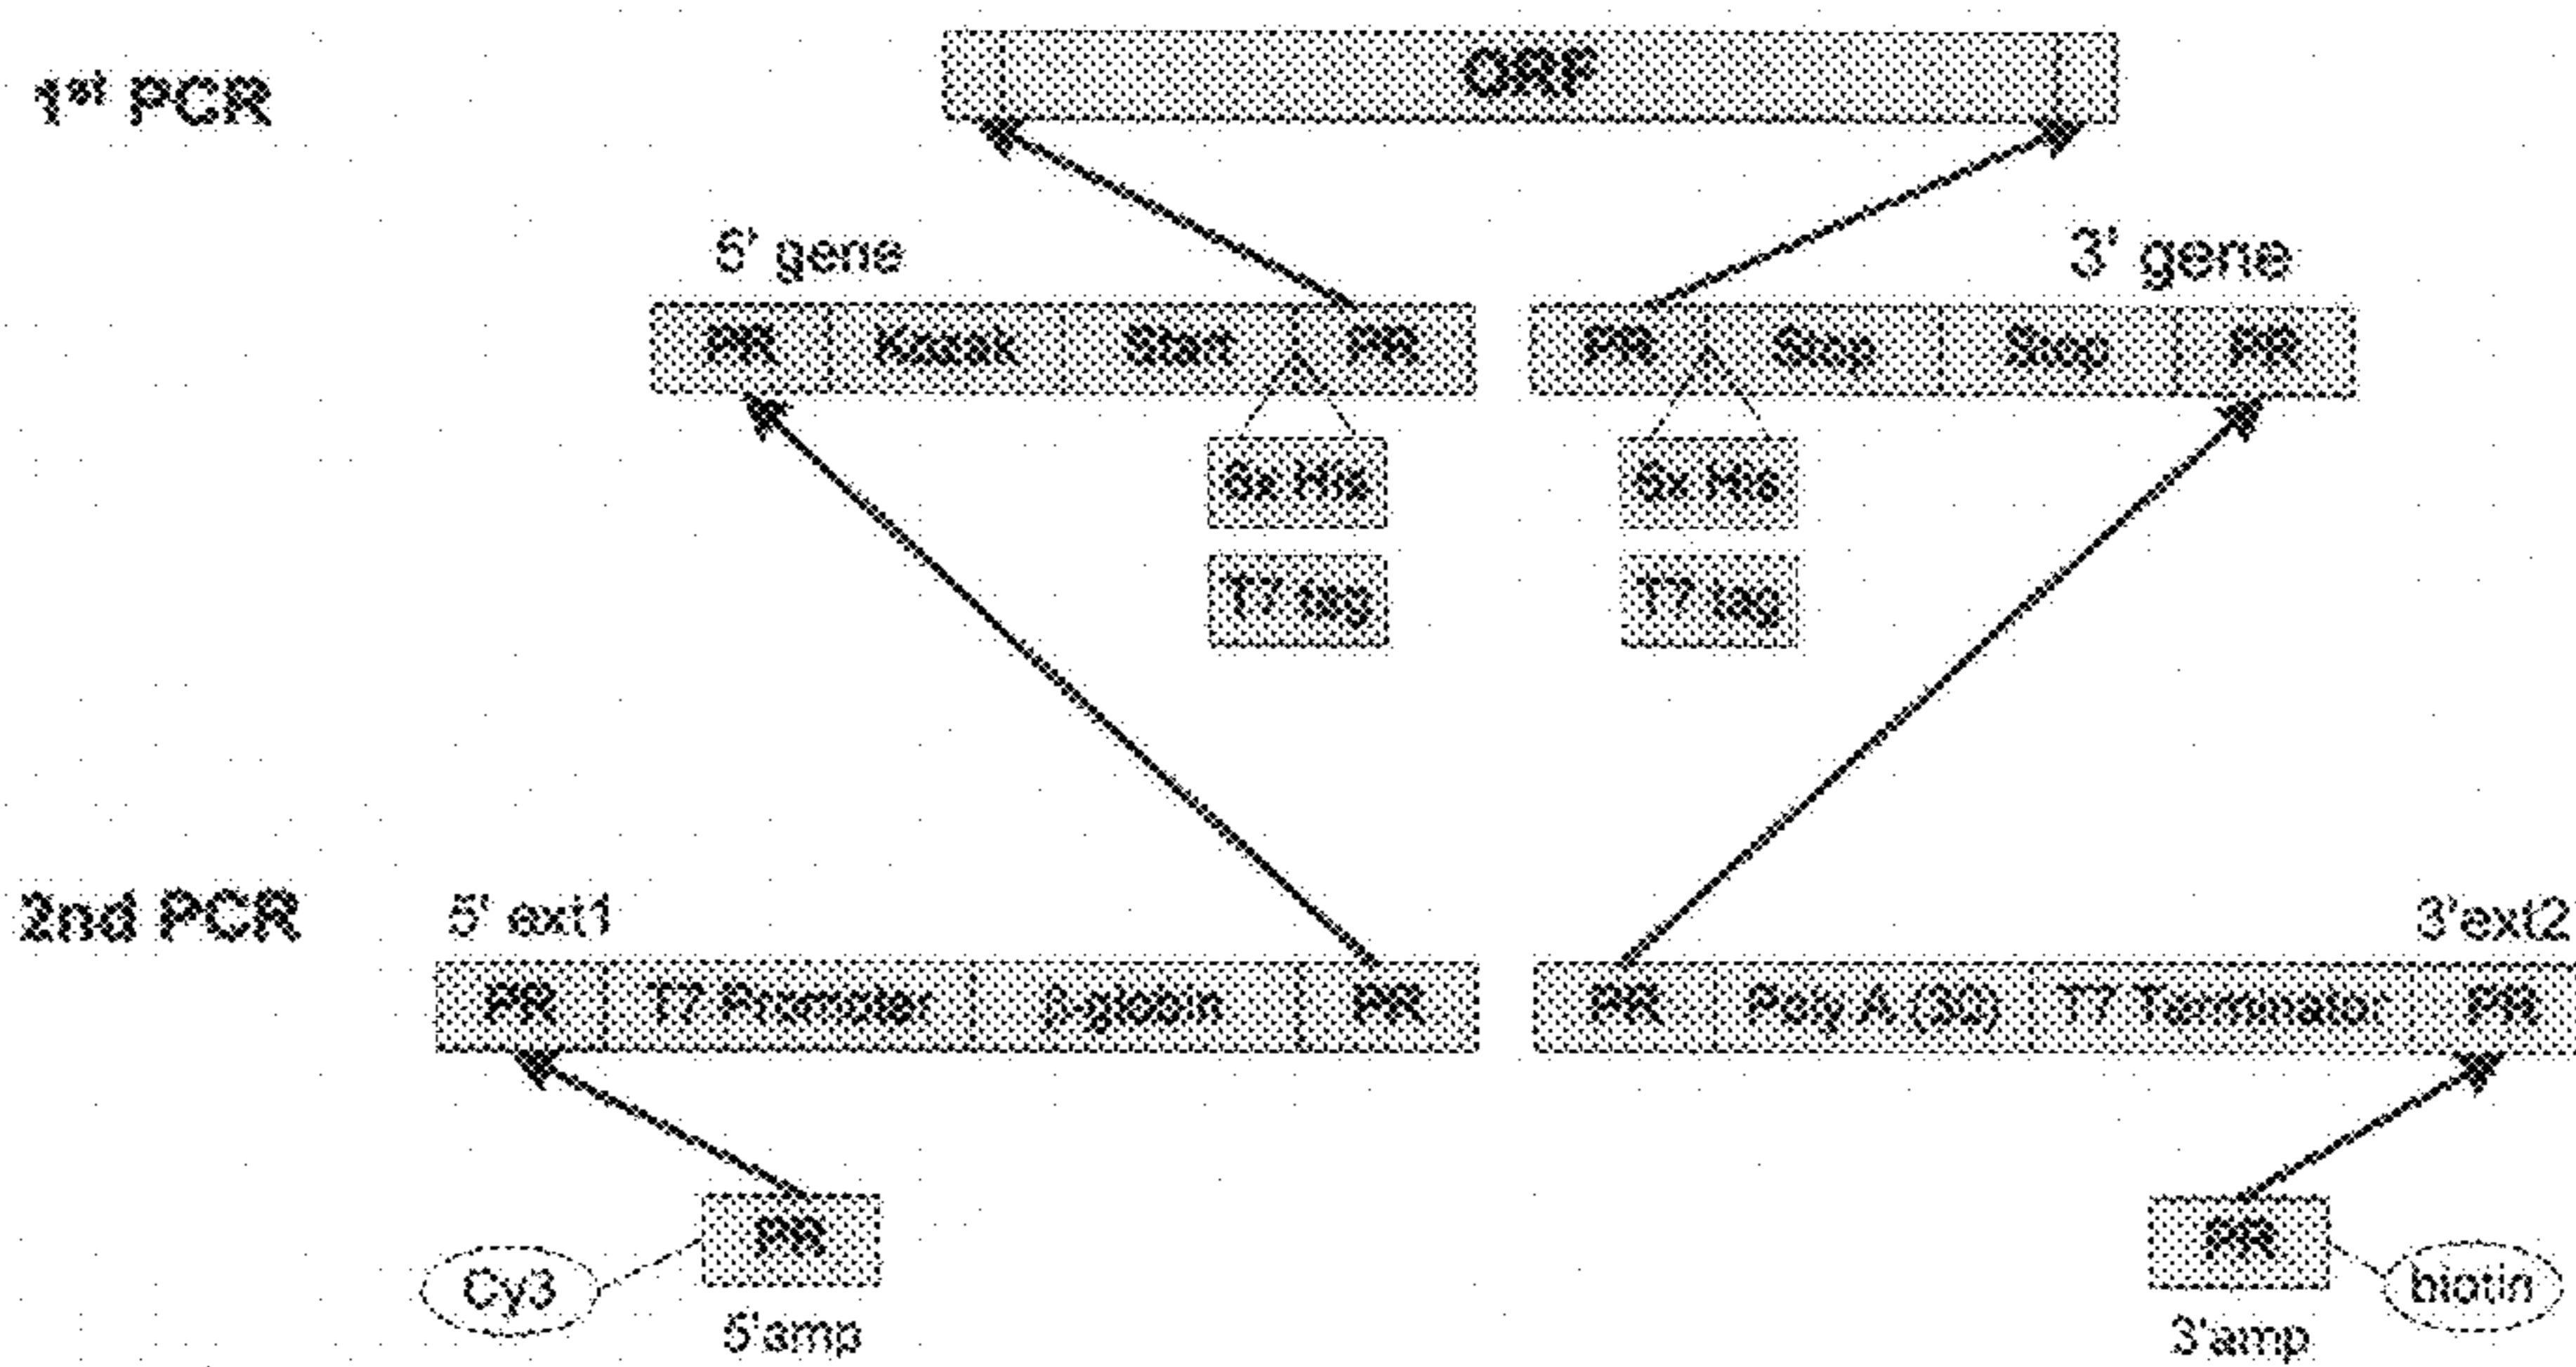 1st PCR
ORF
5' gene
3' gene
PR Kozak Start PR
PR Stop Stop PR
6x His
6x His
T7 tag
T7 tag
2nd PCR
5' ext1
3'ext2
PR T7 Promoter β-globin PR
PR Poly A (30) T7 Terminator PR
PR
PR
Cy3
biotin
5'amp
3'amp